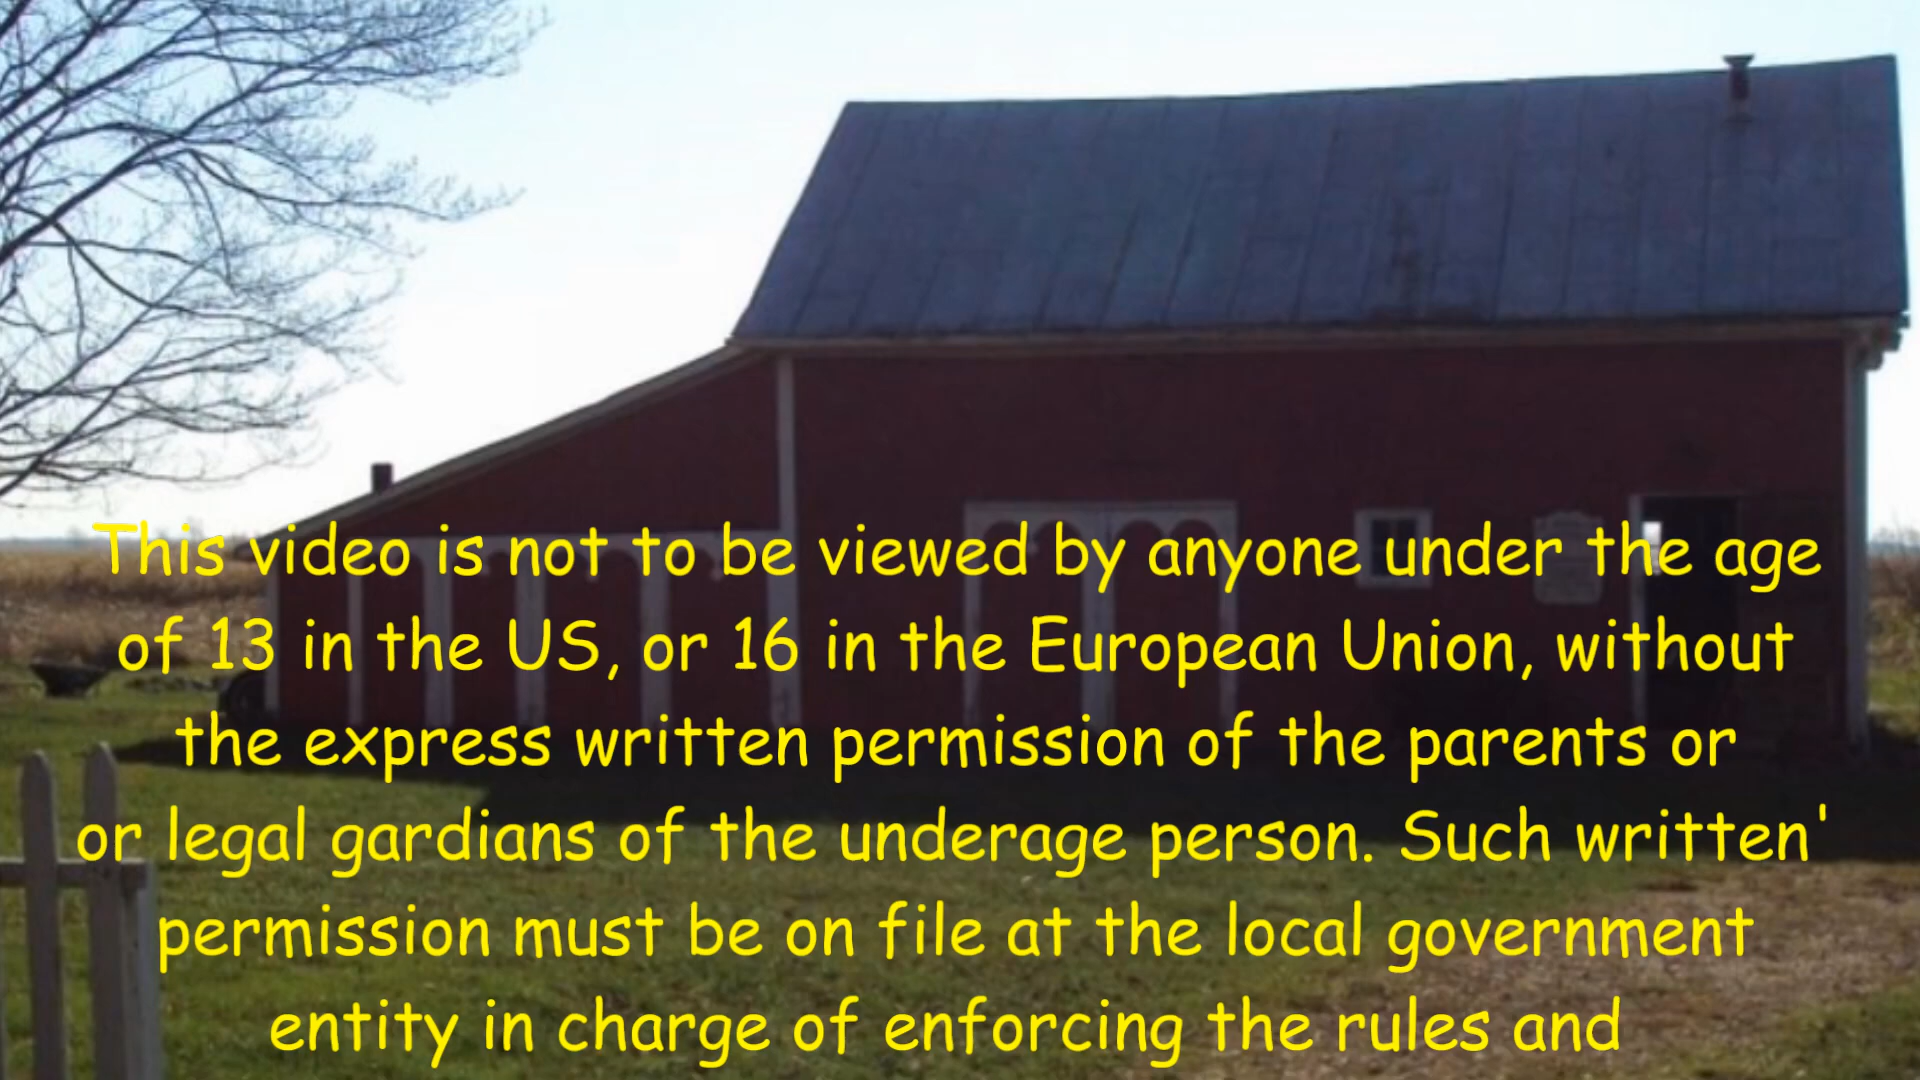 This video is not to be viewed by anyone under the age
of 13 in the US, or 16 in the European Union, without
the express written permission of the parents or
or legal gardians of the underage person. Such written'
permission must be on file at the local government
entity in charge of enforcing the rules and